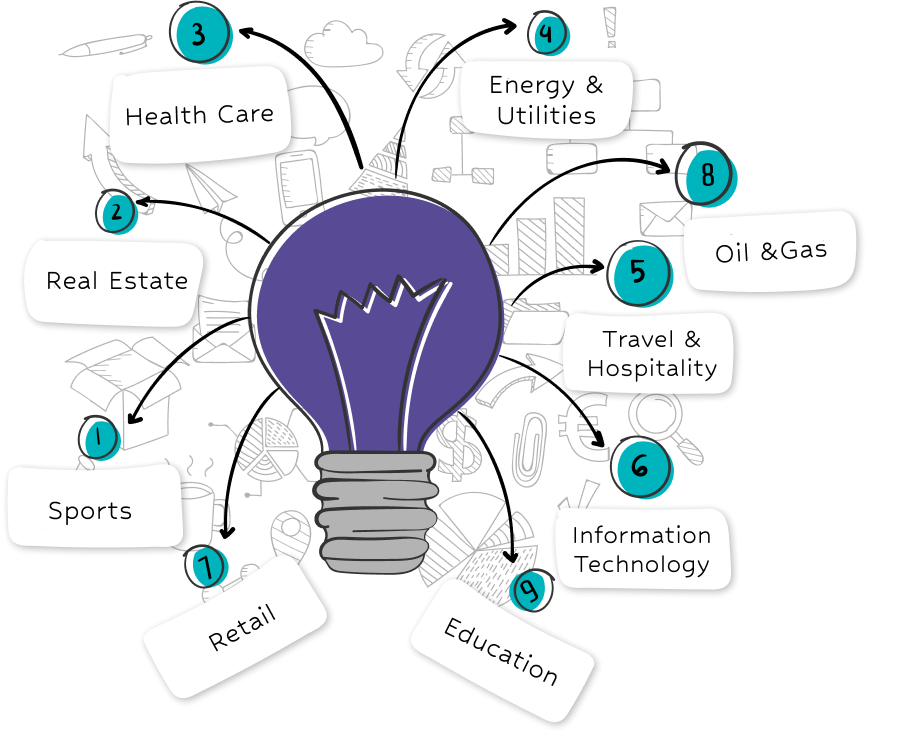 3
Health Care
4
Energy &
Utilities
8
Oil &Gas
2
Real Estate
5
Travel &
Hospitality
1
Sports
6
Information
Technology
7
Retail
9
Education